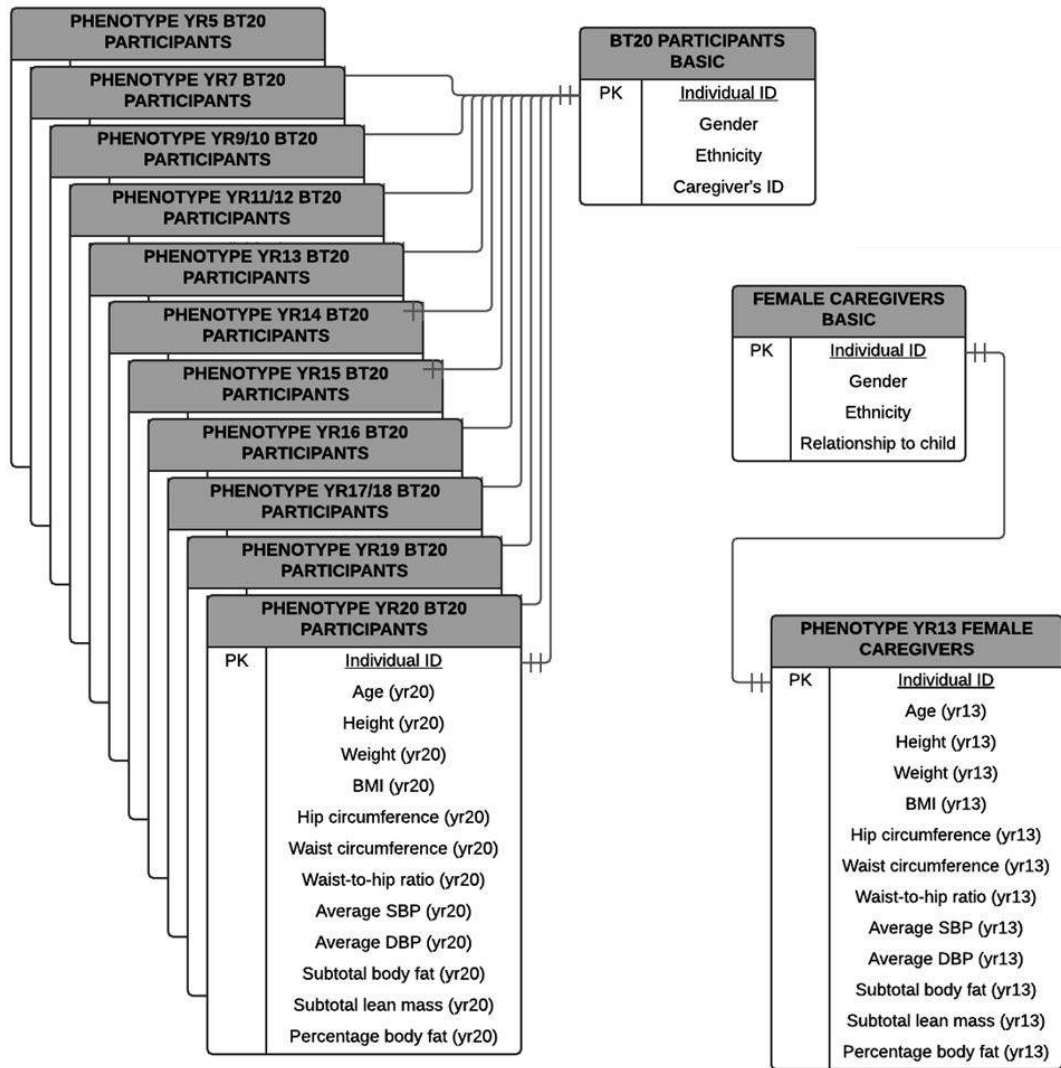 PHENOTYPE YR5 BT20
PARTICIPANTS
PHENOTYPE YR7 BT20
PARTICIPANTS
PHENOTYPE YR9/10 BT20
PARTICIPANTS
PHENOTYPE YR11/12 BT20
PARTICIPANTS
PHENOTYPE YR13 BT20
PARTICIPANTS
PHENOTYPE YR14 BT20
PARTICIPANTS
PHENOTYPE YR15 BT20
PARTICIPANTS
PHENOTYPE YR16 BT20
PARTICIPANTS
PHENOTYPE YR17/18 BT20
PARTICIPANTS
PHENOTYPE YR19 BT20
PARTICIPANTS
PHENOTYPE YR20 BT20
PARTICIPANTS
PK Individual ID
Age (yr20)
Height (yr20)
Weight (yr20)
BMI (yr20)
Hip circumference (yr20)
Waist circumference (yr20)
Waist-to-hip ratio (yr20)
Average SBP (yr20)
Average DBP (yr20)
Subtotal body fat (yr20)
Subtotal lean mass (yr20)
Percentage body fat (yr20)
BT20 PARTICIPANTS
BASIC
PK Individual ID
Gender
Ethnicity
Caregiver's ID
FEMALE CAREGIVERS
BASIC
PK Individual ID
Gender
Ethnicity
Relationship to child
PHENOTYPE YR13 FEMALE
CAREGIVERS
PK Individual ID
Age (yr13)
Height (yr13)
Weight (yr13)
BMI (yr13)
Hip circumference (yr13)
Waist circumference (yr13)
Waist-to-hip ratio (yr13)
Average SBP (yr13)
Average DBP (yr13)
Subtotal body fat (yr13)
Subtotal lean mass (yr13)
Percentage body fat (yr13)